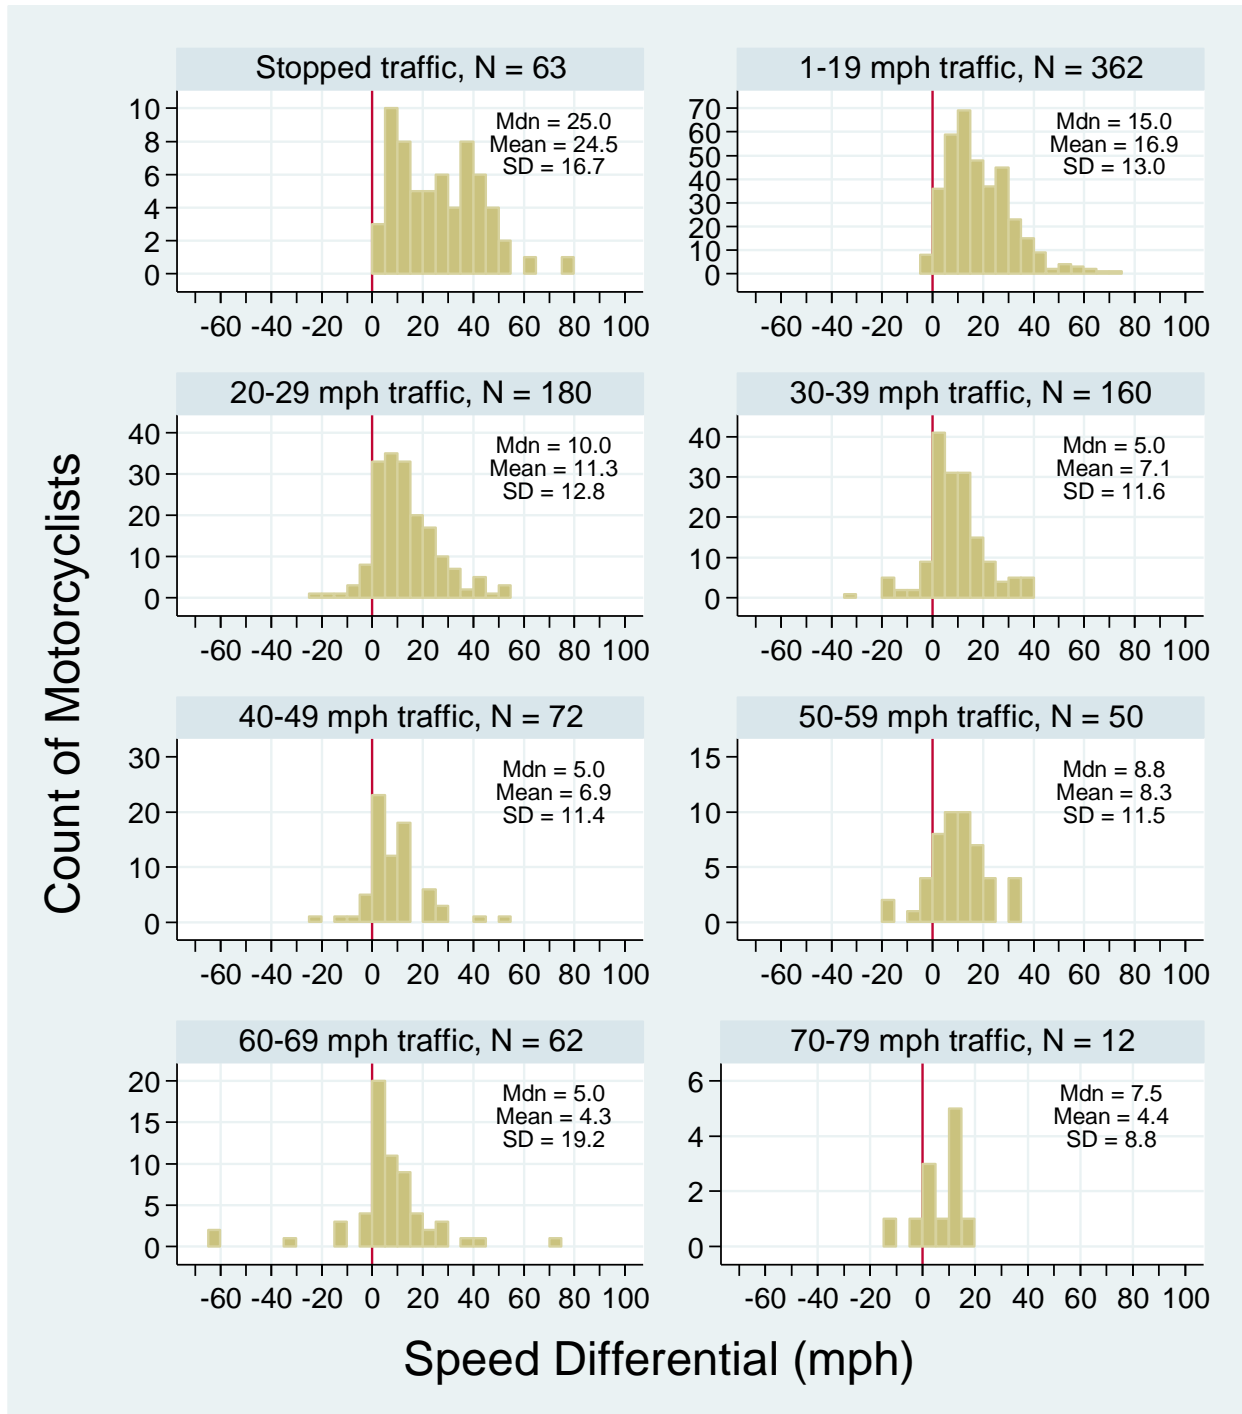 Count of Motorcyclists
Stopped traffic, N = 63
Mdn = 25.0
Mean = 24.5
SD = 16.7
10
8
6
4
2
0
-60 -40 -20 0 20 40 60 80 100
1-19 mph traffic, N = 362
Mdn = 15.0
Mean = 16.9
SD = 13.0
70
60
50
40
30
20
10
0
-60 -40 -20 0 20 40 60 80 100
20-29 mph traffic, N = 180
Mdn = 10.0
Mean = 11.3
SD = 12.8
40
30
20
10
0
-60 -40 -20 0 20 40 60 80 100
30-39 mph traffic, N = 160
Mdn = 5.0
Mean = 7.1
SD = 11.6
40
30
20
10
0
-60 -40 -20 0 20 40 60 80 100
40-49 mph traffic, N = 72
Mdn = 5.0
Mean = 6.9
SD = 11.4
30
20
10
0
-60 -40 -20 0 20 40 60 80 100
50-59 mph traffic, N = 50
Mdn = 8.8
Mean = 8.3
SD = 11.5
15
10
5
0
-60 -40 -20 0 20 40 60 80 100
60-69 mph traffic, N = 62
Mdn = 5.0
Mean = 4.3
SD = 19.2
20
15
10
5
0
-60 -40 -20 0 20 40 60 80 100
70-79 mph traffic, N = 12
Mdn = 7.5
Mean = 4.4
SD = 8.8
6
4
2
0
-60 -40 -20 0 20 40 60 80 100
Speed Differential (mph)